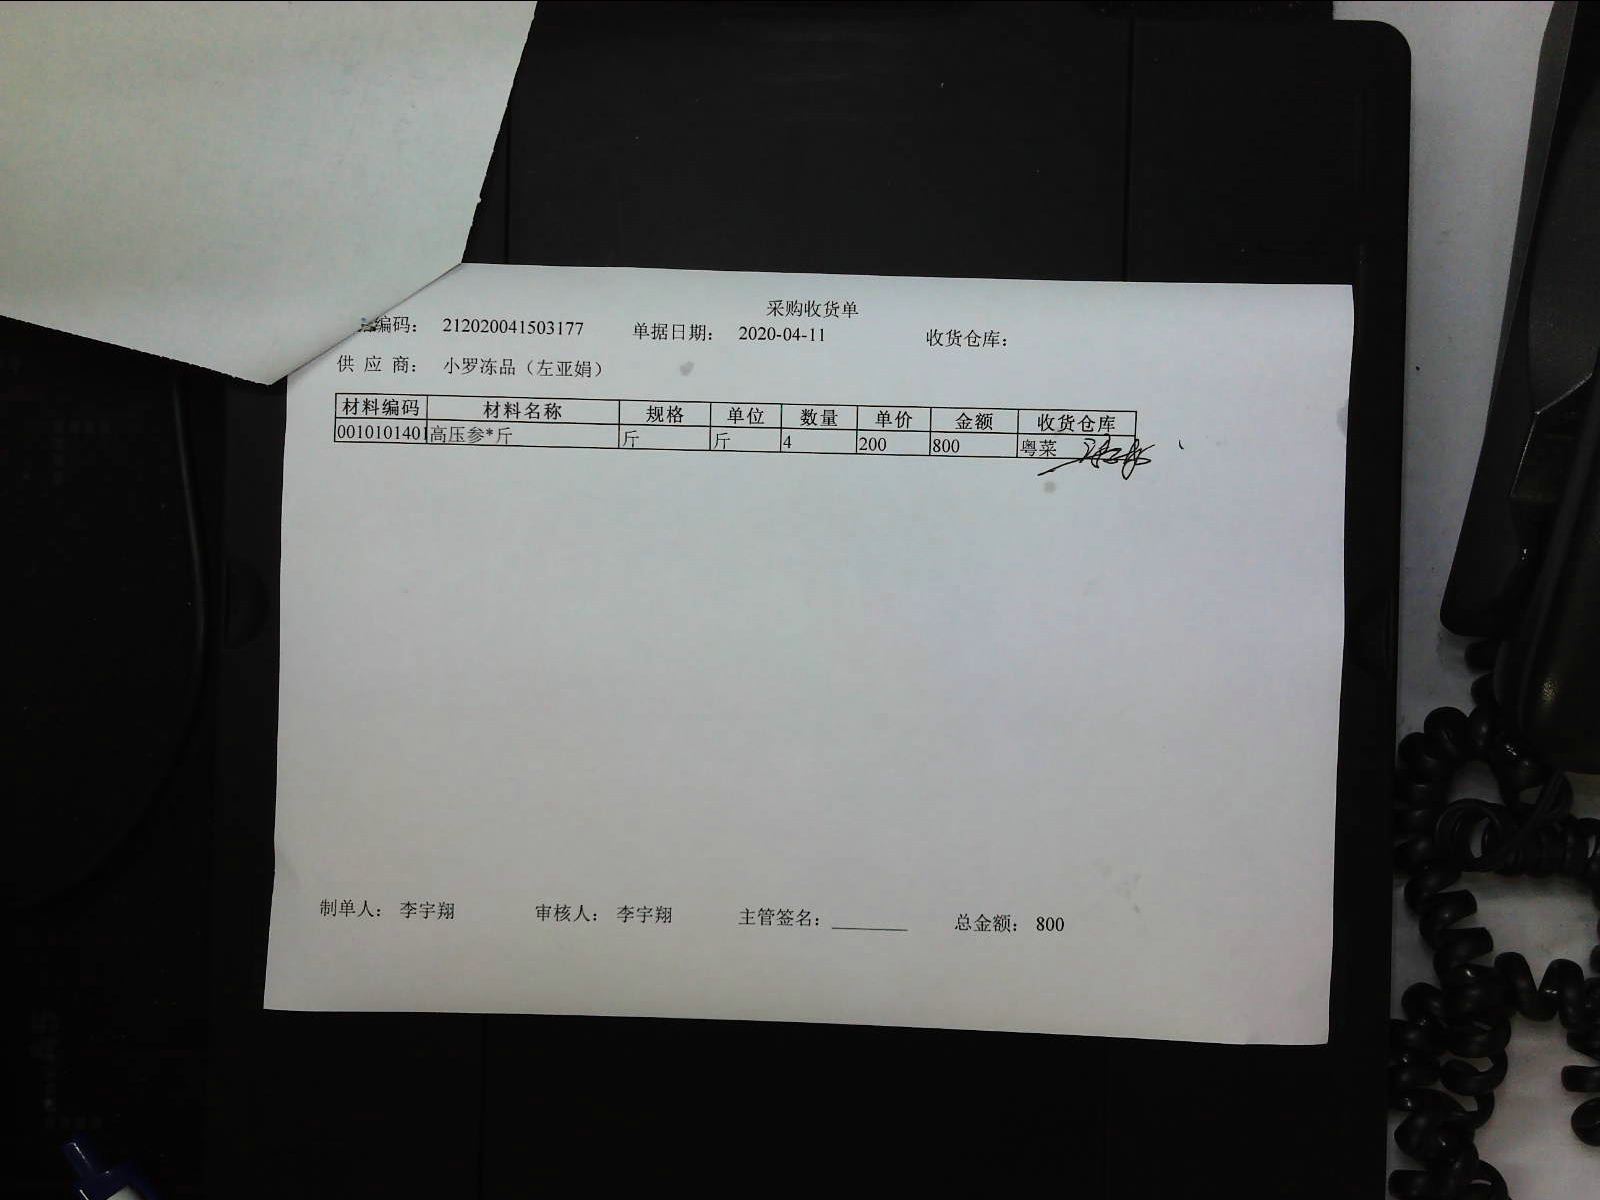 采购收货单
编码： 212020041503177 单据日期： 2020-04-11 收货仓库：
供 应 商： 小罗冻品（左亚娟）
材料编码 材料名称 规格 单位 数量 单价 金额 收货仓库
0010101401 高压参*斤 斤 斤 4 200 800 粤菜
制单人： 李宇翔 审核人： 李宇翔 主管签名： 总金额： 800